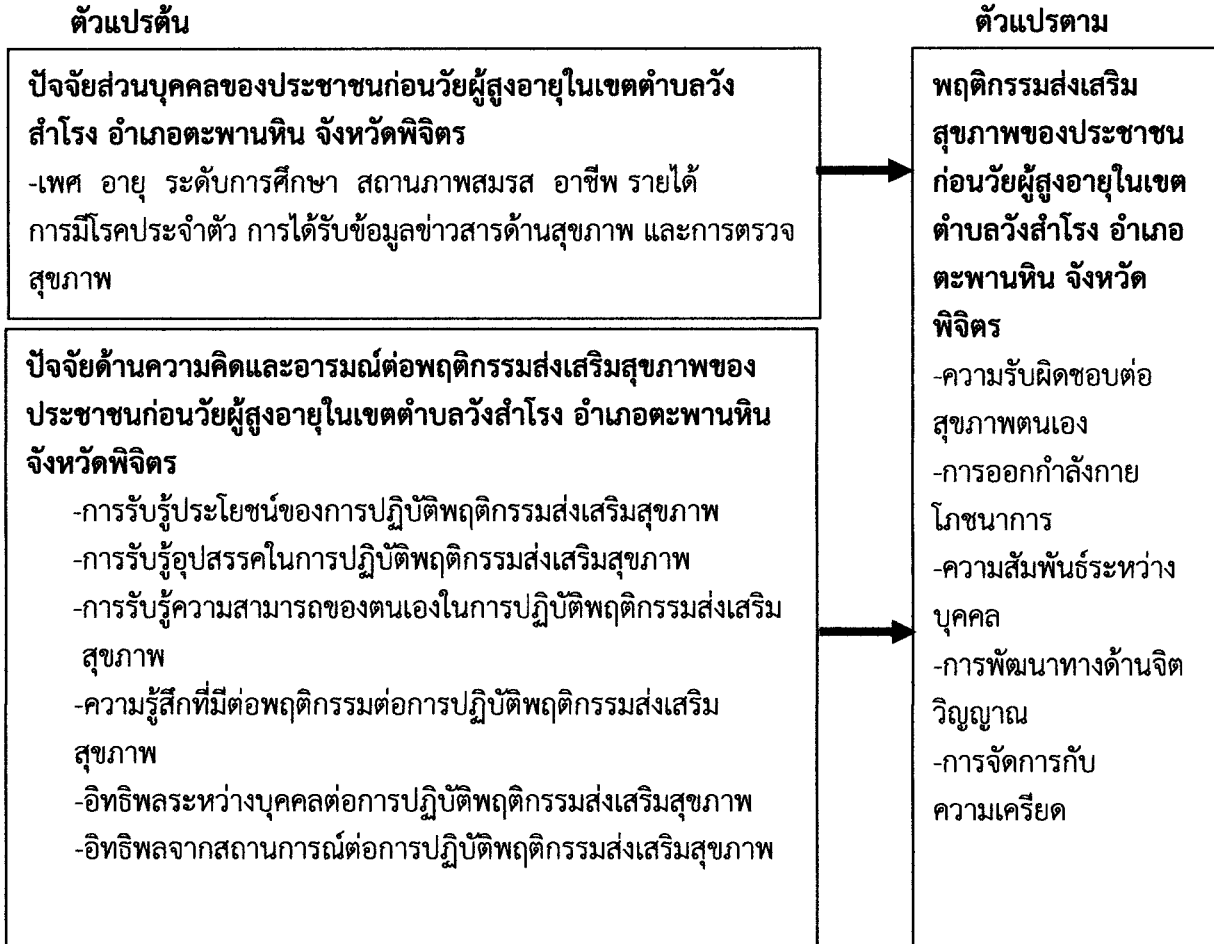 ตัวแปรต้น
ตัวแปรตาม
ปัจจัยส่วนบุคคลของประชาชนก่อนวัยผู้สูงอายุในเขตตำบลวัง
สำโรง อำเภอตะพานหิน จังหวัดพิจิตร
-เพศ อายุ ระดับการศึกษา สถานภาพสมรส อาชีพ รายได้
การมีโรคประจำตัว การได้รับข้อมูลข่าวสารด้านสุขภาพ และการตรวจ
สุขภาพ
ปัจจัยด้านความคิดและอารมณ์ต่อพฤติกรรมส่งเสริมสุขภาพของ
ประชาชนก่อนวัยผู้สูงอายุในเขตตำบลวังสำโรง อำเภอตะพานหิน
จังหวัดพิจิตร
-การรับรู้ประโยชน์ของการปฏิบัติพฤติกรรมส่งเสริมสุขภาพ
-การรับรู้อุปสรรคในการปฏิบัติพฤติกรรมส่งเสริมสุขภาพ
-การรับรู้ความสามารถของตนเองในการปฏิบัติพฤติกรรมส่งเสริม
สุขภาพ
-ความรู้สึกที่มีต่อพฤติกรรมต่อการปฏิบัติพฤติกรรมส่งเสริม
สุขภาพ
-อิทธิพลระหว่างบุคคลต่อการปฏิบัติพฤติกรรมส่งเสริมสุขภาพ
-อิทธิพลจากสถานการณ์ต่อการปฏิบัติพฤติกรรมส่งเสริมสุขภาพ
พฤติกรรมส่งเสริม
สุขภาพของประชาชน
ก่อนวัยผู้สูงอายุในเขต
ตำบลวังสำโรง อำเภอ
ตะพานหิน จังหวัด
พิจิตร
-ความรับผิดชอบต่อ
สุขภาพตนเอง
-การออกกำลังกาย
โภชนาการ
-ความสัมพันธ์ระหว่าง
บุคคล
-การพัฒนาทางด้านจิต
วิญญาณ
-การจัดการกับ
ความเครียด